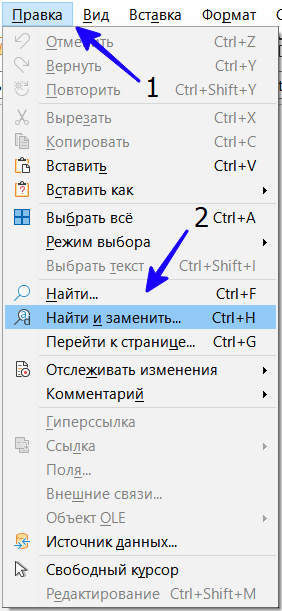 Правка Вид Вставка Формат
Отменить Ctrl+Z
Вернуть Ctrl+Y
Повторить Ctrl+Shift+Y
1
Вырезать Ctrl+X
Копировать Ctrl+C
Вставить Ctrl+V
Вставить как
Выбрать всё 2 Ctrl+A
Режим выбора
Выбрать текст Ctrl+Shift+I
Найти... Ctrl+F
Найти и заменить... Ctrl+H
Перейти к странице... Ctrl+G
Отслеживать изменения
Комментарий
Гиперссылка
Ссылка
Поля...
Внешние связи...
Объект OLE
Источник данных...
Свободный курсор
Редактирование Ctrl+Shift+M